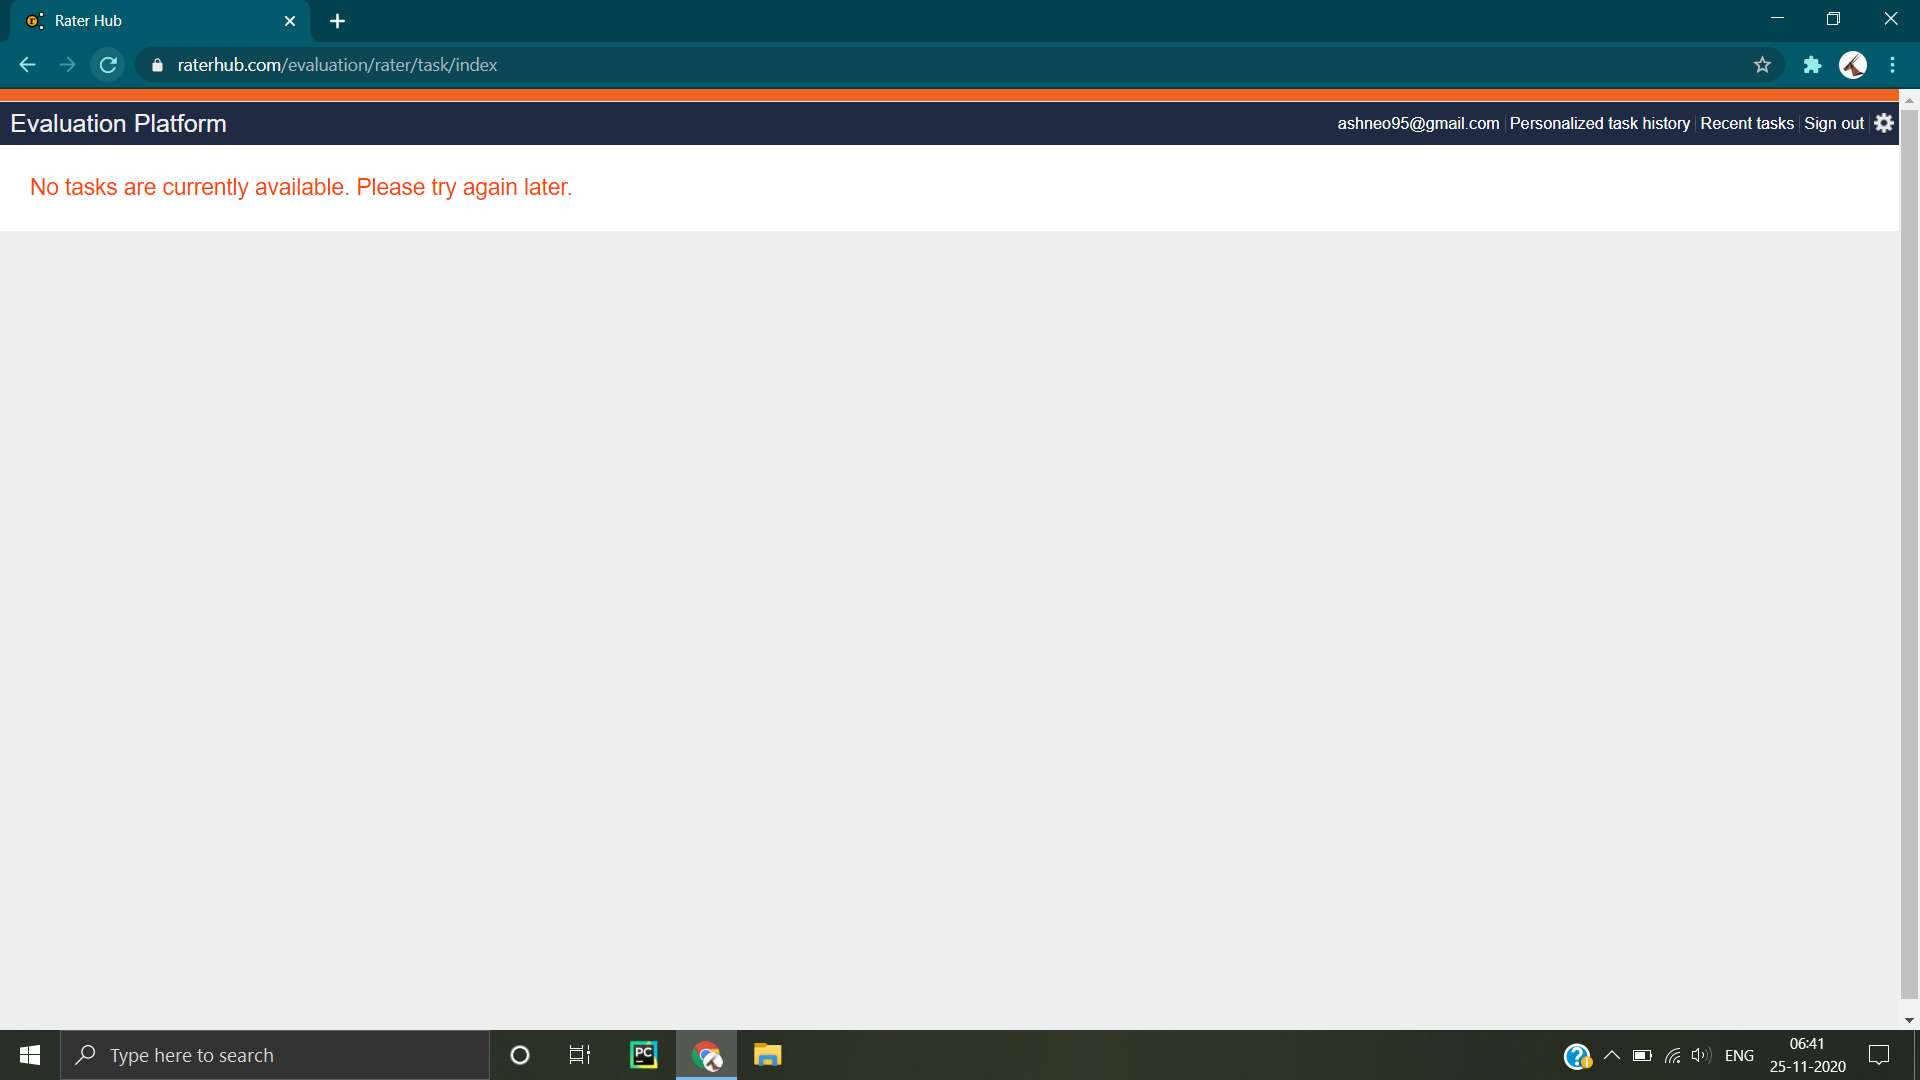 Rater Hub
raterhub.com/evaluation/rater/task/index
Evaluation Platform
ashneo95@gmail.com Personalized task history Recent tasks Sign out
No tasks are currently available. Please try again later.
Type here to search
PC
ENG
06:41
25-11-2020